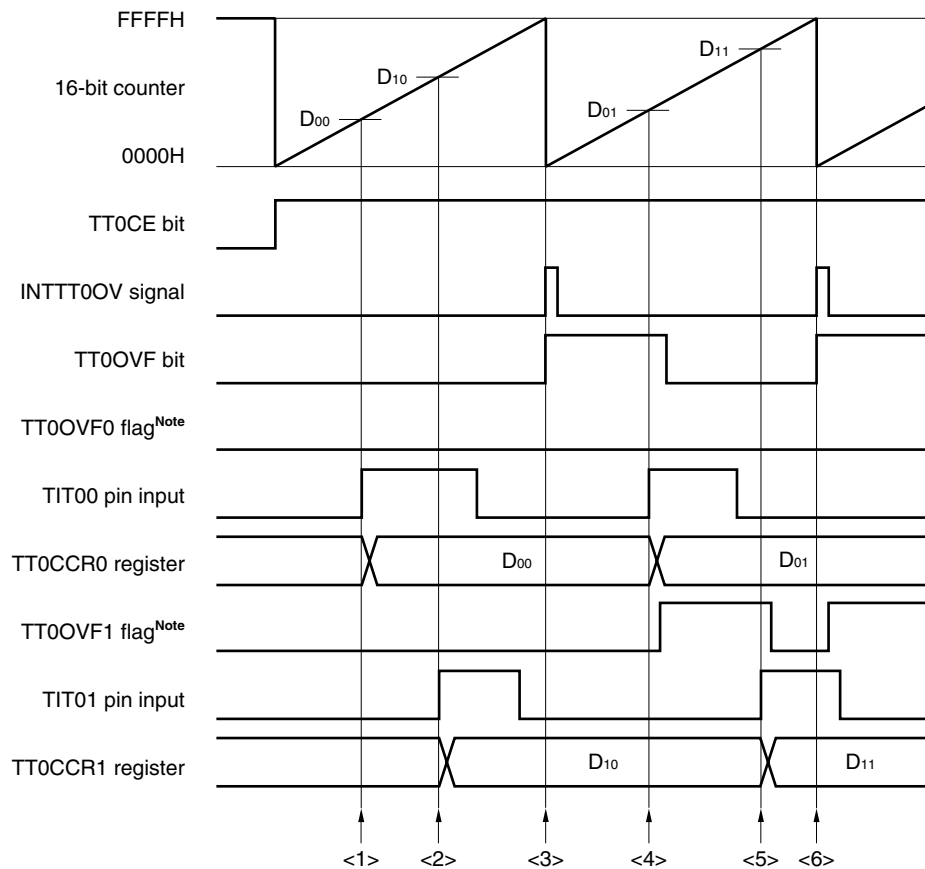 FFFFH
D10
D11
16-bit counter
D00
D01
0000H
TT0CE bit
INTTT0OV signal
TT0OVF bit
TT0OVF0 flagNote
TIT00 pin input
TT0CCR0 register
D00
D01
TT0OVF1 flagNote
TIT01 pin input
TT0CCR1 register
D10
D11
<1>
<2>
<3>
<4>
<5>
<6>